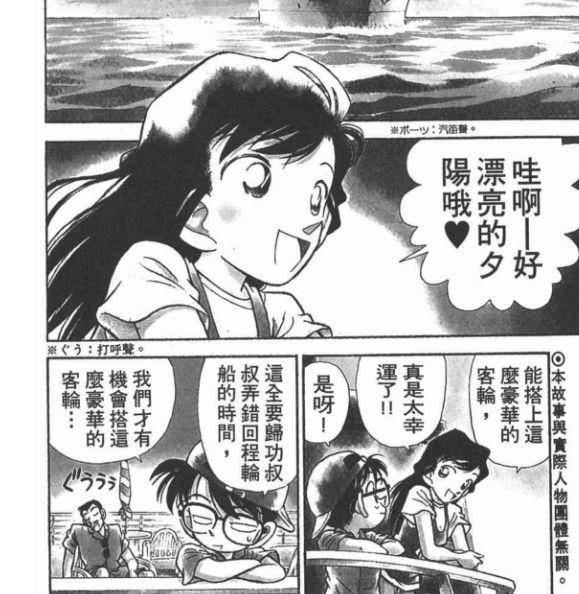 ※ボーツ：汽笛聲。
哇啊—好
漂亮的夕
陽哦♥
※ぐう：打呼聲。
⊙本故事與實際人物團體無關。
能搭上這
麼豪華的
客輪，
真是太幸
運了!!
是呀！
這全要歸功叔
叔弄錯回程輪
船的時間，
我們才有
機會搭這
麼豪華的
客輪…
ぐううぅ